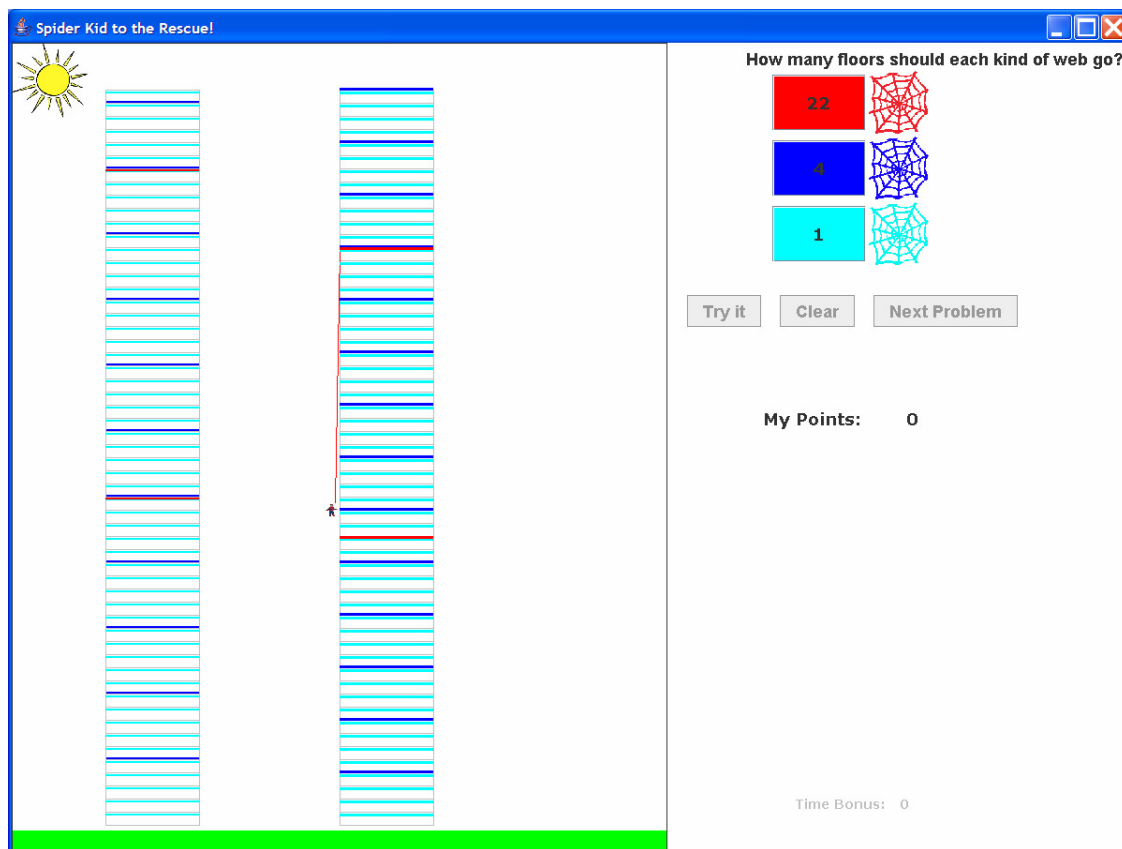 Spider Kid to the Rescue!
How many floors should each kind of web go?
22
4
1
Try it Clear Next Problem
My Points: 0
Time Bonus: 0